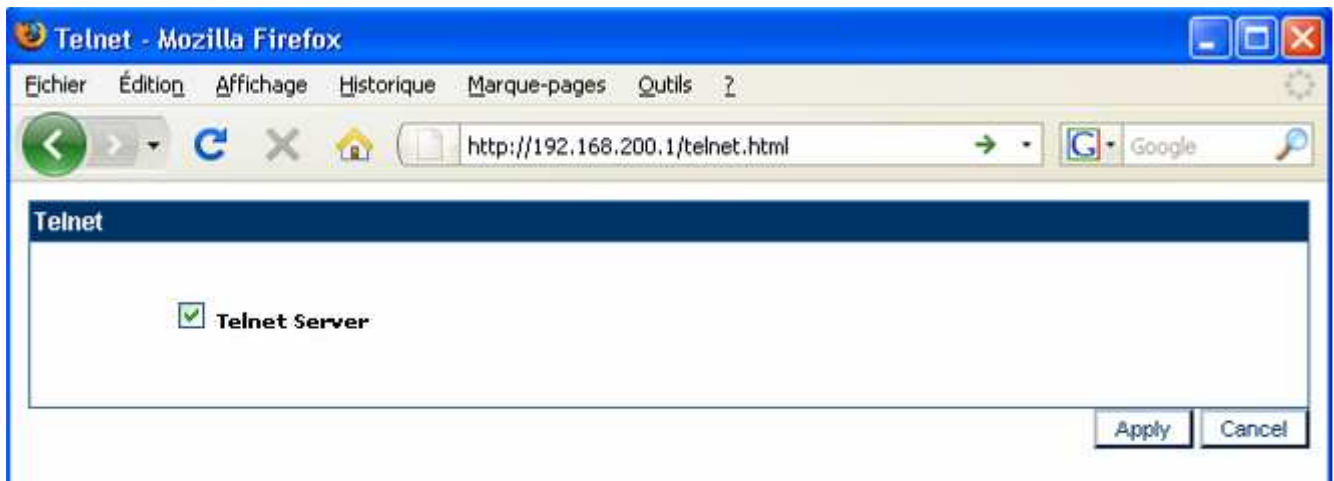 Telnet - Mozilla Firefox
Fichier Édition Affichage Historique Marque-pages Outils ?
http://192.168.200.1/telnet.html
G Google
Telnet
Telnet Server
Apply Cancel